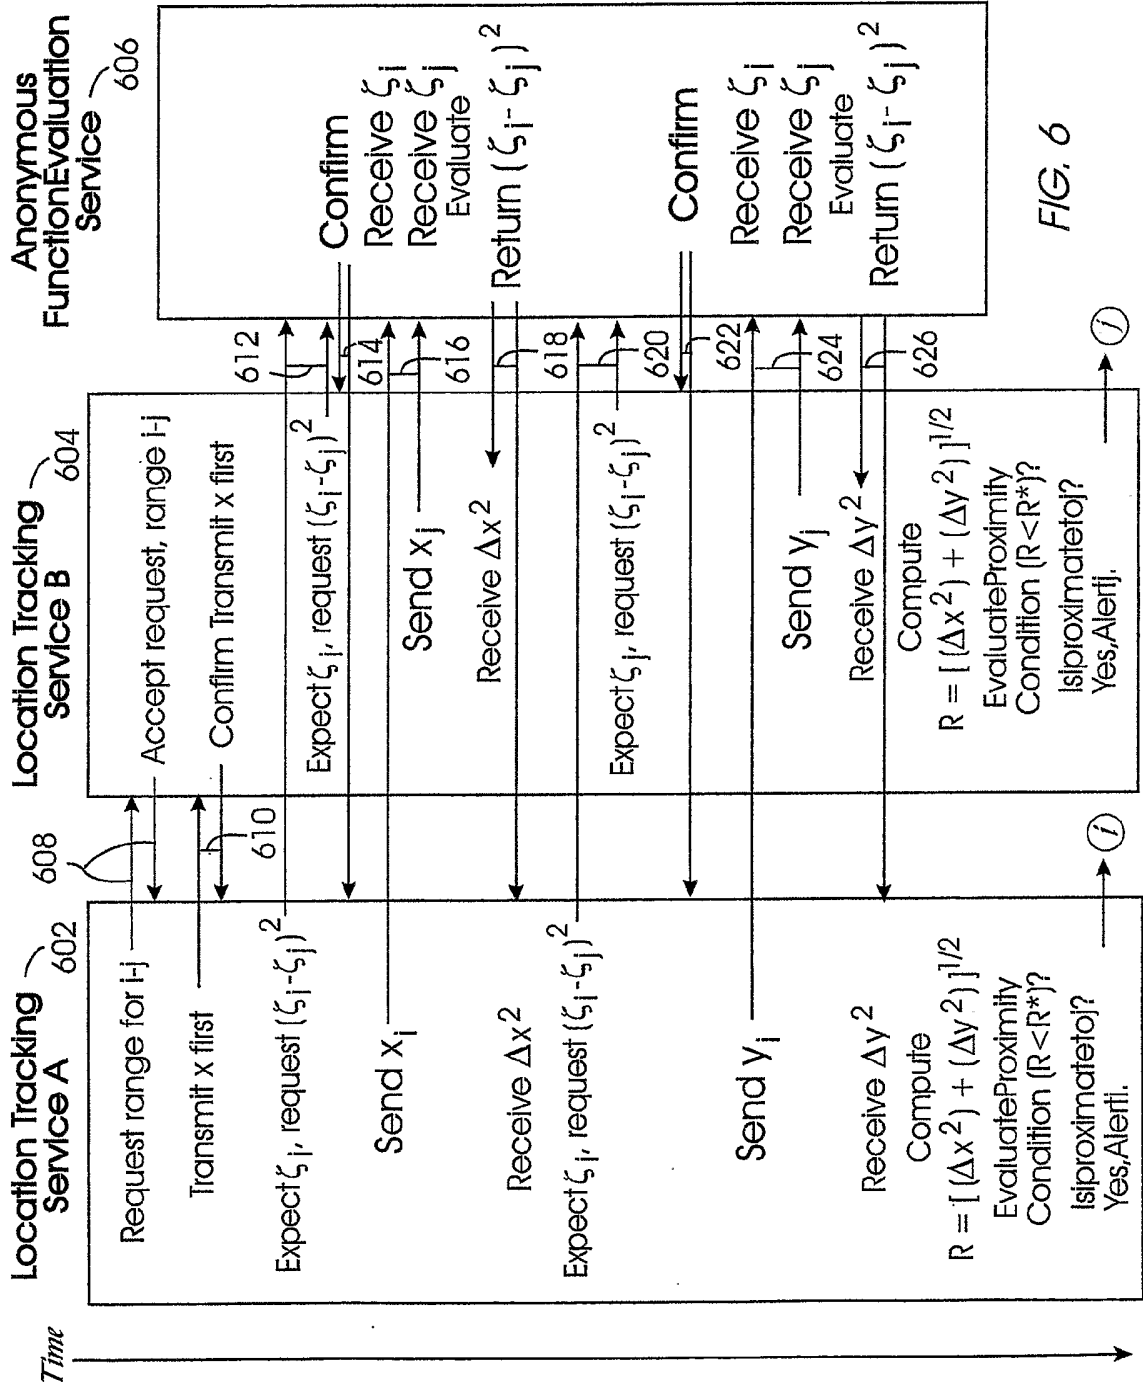 Time
Location Tracking
Service A
602
Request range for i-j
Transmit x first
Expect ζj, request (ζi-ζj)²
Send xi
Receive Δx²
Expect ζj, request (ζi-ζj)²
Send yi
Receive Δy²
Compute
R = [(Δx²) + (Δy²)]1/2
EvaluateProximity
Condition (R<R*)?
Isiproximatetoj?
Yes,Alerti.
i
608
610
Location Tracking
Service B
604
Accept request, range i-j
Confirm Transmit x first
Expect ζj, request (ζi-ζj)²
Send xj
Receive Δx²
Expect ζj, request (ζi-ζj)²
Send yj
Receive Δy²
Compute
R = [(Δx²) + (Δy²)]1/2
EvaluateProximity
Condition (R<R*)?
Isiproximatetoj?
Yes,Alertj.
j
612
614
616
618
620
622
624
626
Anonymous
FunctionEvaluation
Service
606
Confirm
Receive ζi
Receive ζj
Evaluate
Return (ζi- ζj)²
Confirm
Receive ζi
Receive ζj
Evaluate
Return (ζi- ζj)²
FIG. 6